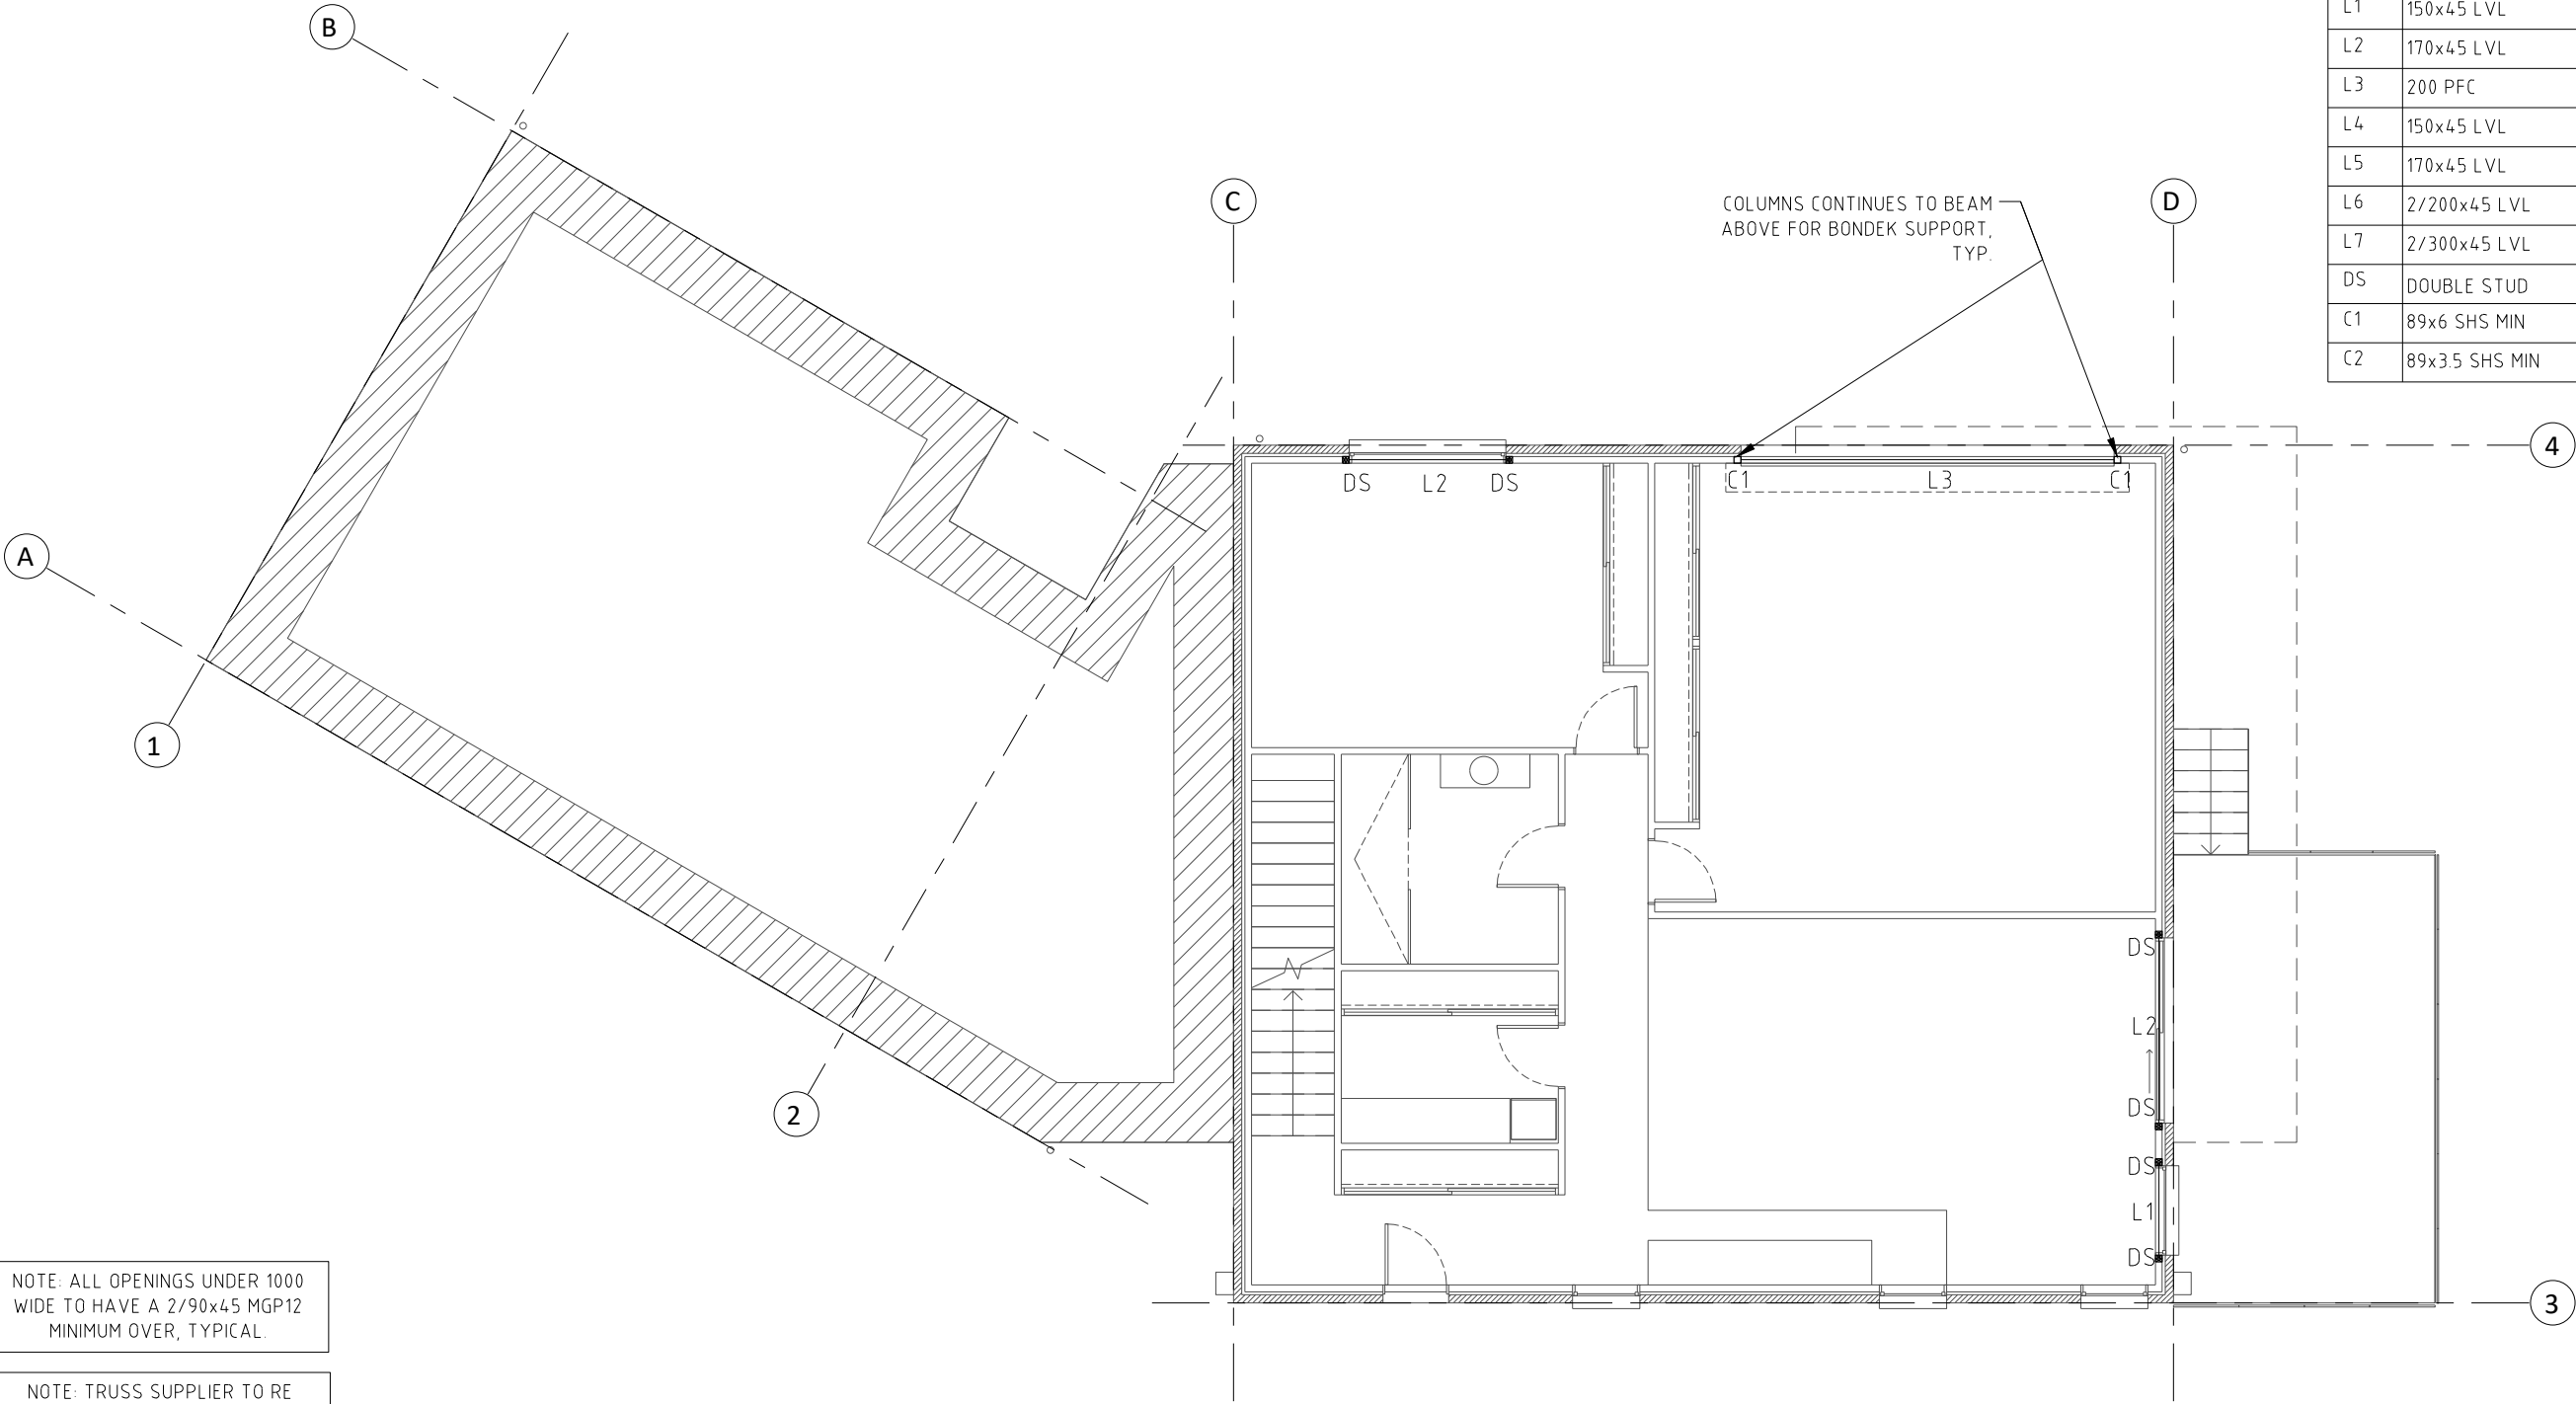 B
L1 150x45 LVL
L2 170x45 LVL
L3 200 PFC
L4 150x45 LVL
L5 170x45 LVL
L6 2/200x45 LVL
L7 2/300x45 LVL
DS DOUBLE STUD
C1 89x6 SHS MIN
C2 89x3.5 SHS MIN
C
D
COLUMNS CONTINUES TO BEAM
ABOVE FOR BONDEK SUPPORT,
TYP.
4
DS L2 DS
C1 L3 C1
A
1
2
DS
L2
DS
DS
L1
DS
3
NOTE: ALL OPENINGS UNDER 1000
WIDE TO HAVE A 2/90x45 MGP12
MINIMUM OVER, TYPICAL.
NOTE: TRUSS SUPPLIER TO RE